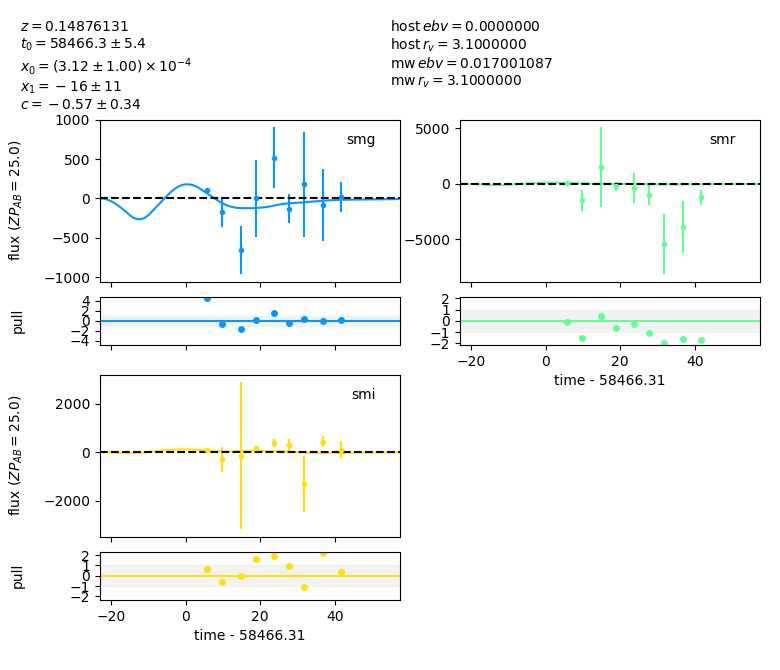 z = 0.14876131
t₀ = 58466.3 ± 5.4
x₀ = (3.12 ± 1.00) × 10⁻⁴
x₁ = −16 ± 11
c = −0.57 ± 0.34
host ebv = 0.0000000
host r_v = 3.1000000
mw ebv = 0.017001087
mw r_v = 3.1000000
flux (ZP_AB = 25.0)
1000
500
0
−500
−1000
smg
5000
0
−5000
smr
pull
4
2
0
−2
−4
2
1
0
−1
−2
−20
0
20
40
time - 58466.31
flux (ZP_AB = 25.0)
2000
0
−2000
smi
pull
2
1
0
−1
−2
−20
0
20
40
time - 58466.31